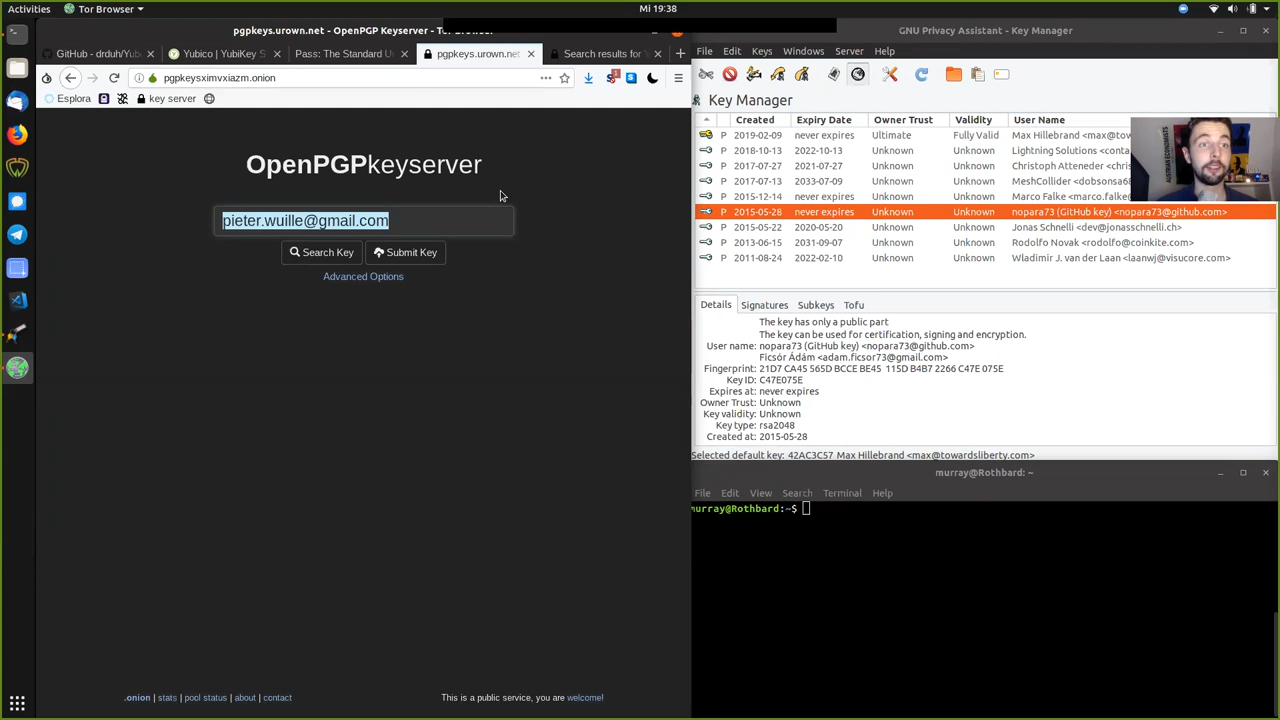 Activities
Tor Browser
Mi 19:38
pgpkeys.urown.net - OpenPGP Keyserver - Tor Browser
GitHub - drduh/Yub
Yubico | YubiKey S
Pass: The Standard U
pgpkeys.urown.net
Search results for 'Y
pgpkeysximvxiazm.onion
Esplora
key server
OpenPGPkeyserver
pieter.wuille@gmail.com
Search Key
Submit Key
Advanced Options
.onion | stats | pool status | about | contact
This is a public service, you are welcome!
GNU Privacy Assistant - Key Manager
File Edit Keys Windows Server Help
Key Manager
Created Expiry Date Owner Trust Validity User Name
P 2019-02-09 never expires Ultimate Fully Valid Max Hillebrand <max@tow
P 2018-10-13 2022-10-13 Unknown Unknown Lightning Solutions <conta
P 2017-07-27 2021-07-27 Unknown Unknown Christoph Atteneder <chris
P 2017-07-13 2033-07-09 Unknown Unknown MeshCollider <dobsonsa68
P 2015-12-14 never expires Unknown Unknown Marco Falke <marco.falke(
P 2015-05-28 never expires Unknown Unknown nopara73 (GitHub key) <nopara73@github.com>
P 2015-05-22 2020-05-20 Unknown Unknown Jonas Schnelli <dev@jonasschnelli.ch>
P 2013-06-15 2031-09-07 Unknown Unknown Rodolfo Novak <rodolfo@coinkite.com>
P 2011-08-24 2022-02-10 Unknown Unknown Wladimir J. van der Laan <laanwj@visucore.com>
AUSTRIAN ECONOMISTS
Details Signatures Subkeys Tofu
The key has only a public part
The key can be used for certification, signing and encryption.
User name: nopara73 (GitHub key) <nopara73@github.com>
Ficsór Ádám <adam.ficsor73@gmail.com>
Fingerprint: 21D7 CA45 565D BCCE BE45 115D B4B7 2266 C47E 075E
Key ID: C47E075E
Expires at: never expires
Owner Trust: Unknown
Key validity: Unknown
Key type: rsa2048
Created at: 2015-05-28
Selected default key: 42AC3C57 Max Hillebrand <max@towardsliberty.com>
murray@Rothbard: ~
File Edit View Search Terminal Help
murray@Rothbard:~$